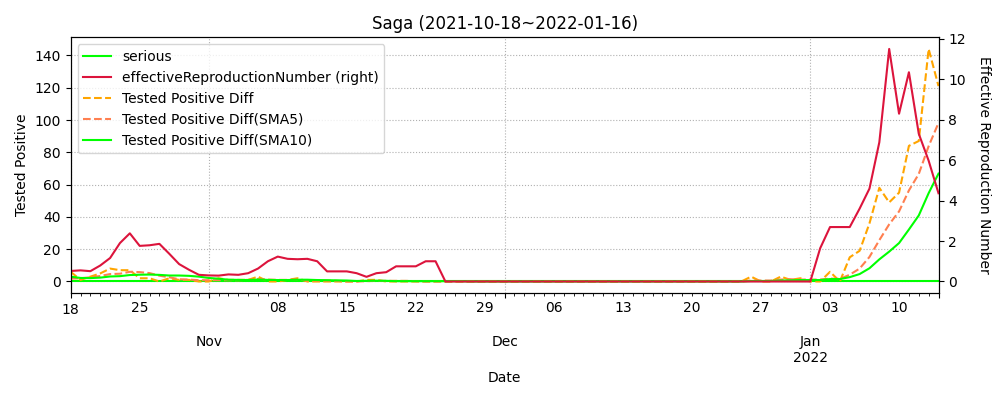 Saga (2021-10-18~2022-01-16)
serious
effectiveReproductionNumber (right)
Tested Positive Diff
Tested Positive Diff(SMA5)
Tested Positive Diff(SMA10)
Tested Positive
140
120
100
80
60
40
20
0
12
10
8
6
4
2
0
Effective Reproduction Number
18 25 08 15 22 29 06 13 20 27 03 10
Nov Dec Jan
2022
Date